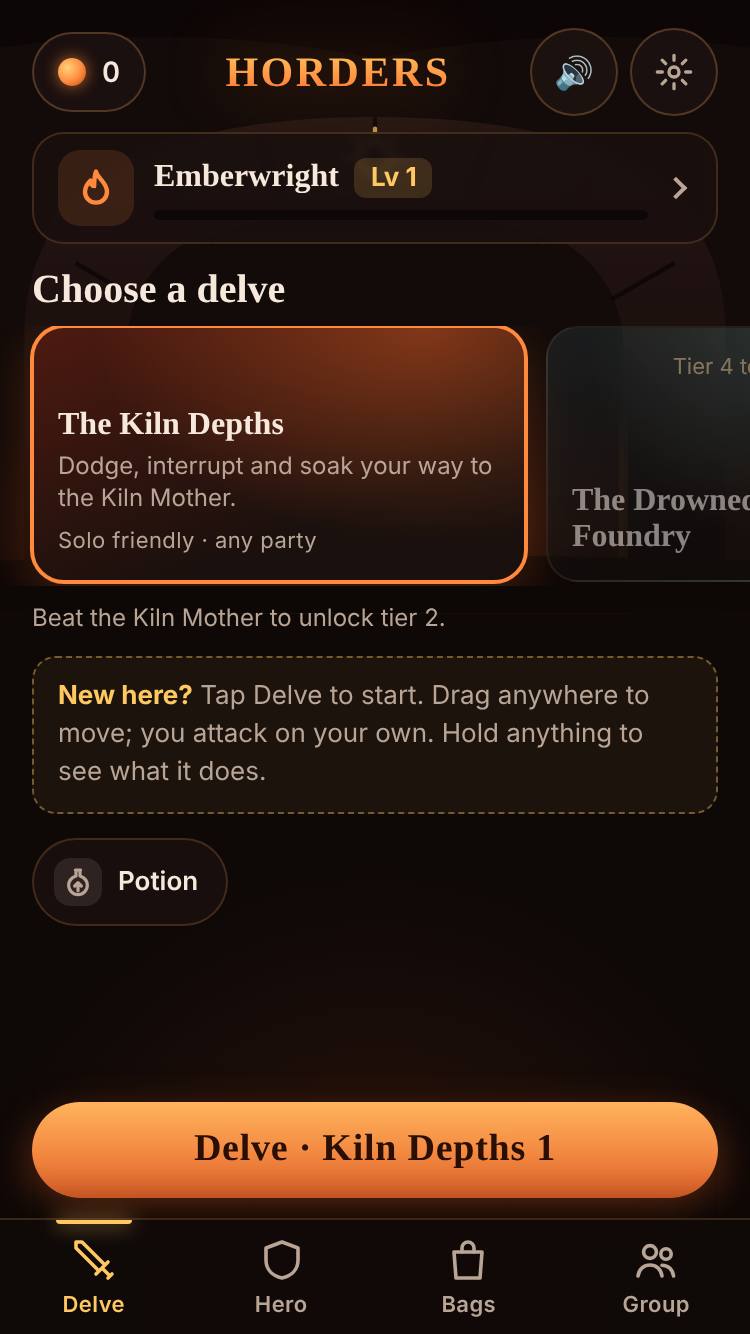 0
HORDERS
Emberwright
Lv 1
Choose a delve
The Kiln Depths
Dodge, interrupt and soak your way to
the Kiln Mother.
Solo friendly · any party
Tier 4
The Drowned
Foundry
Beat the Kiln Mother to unlock tier 2.
New here? Tap Delve to start. Drag anywhere to
move; you attack on your own. Hold anything to
see what it does.
Potion
Delve · Kiln Depths 1
Delve
Hero
Bags
Group